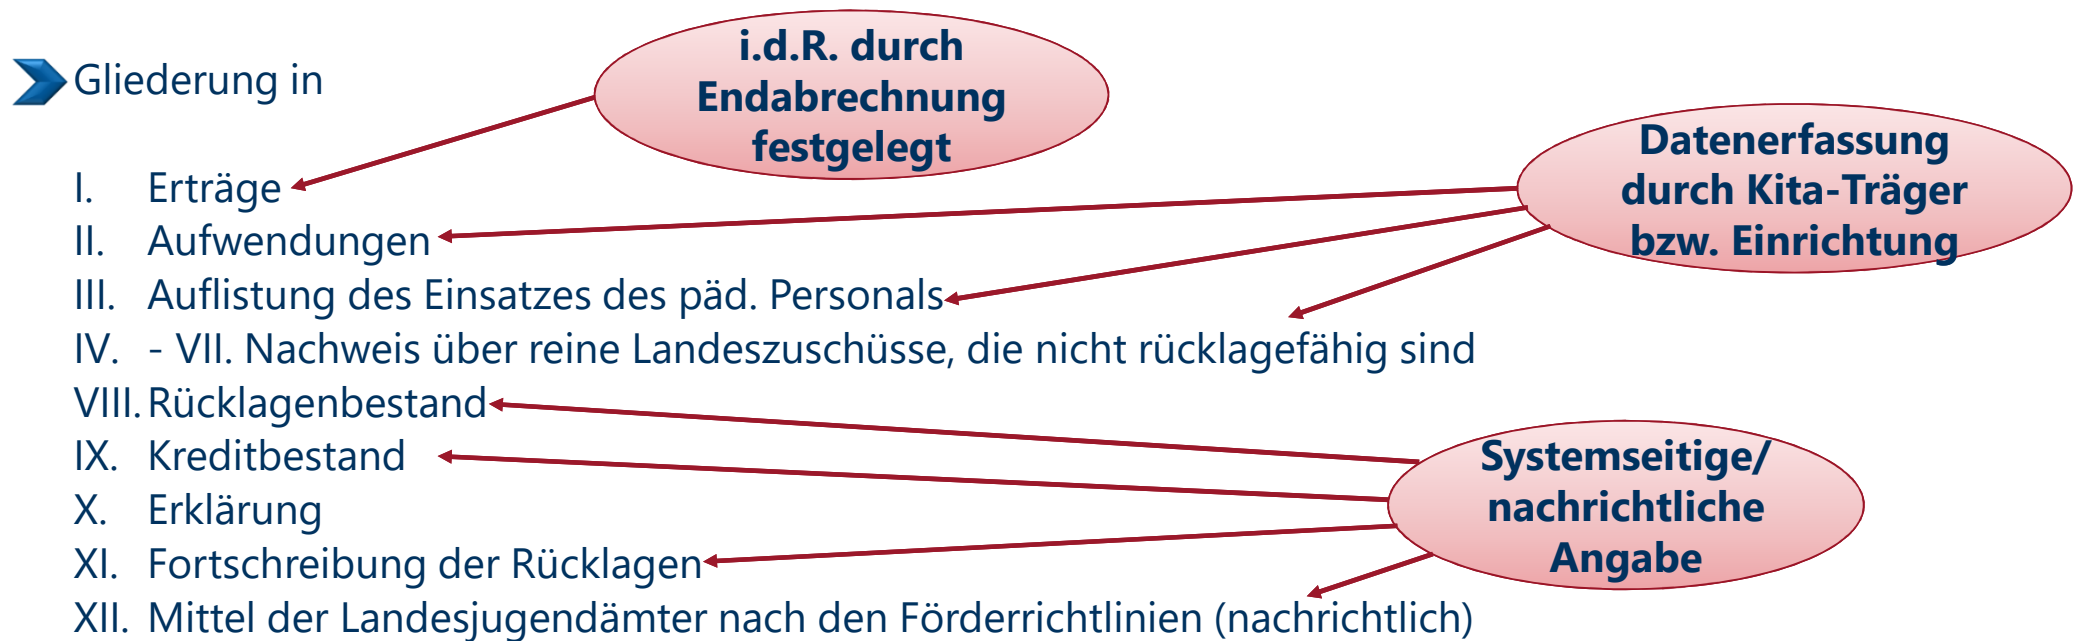 Gliederung in
i.d.R. durch
Endabrechnung
festgelegt
Datenerfassung
durch Kita-Träger
bzw. Einrichtung
I. Erträge
II. Aufwendungen
III. Auflistung des Einsatzes des päd. Personals
IV. - VII. Nachweis über reine Landeszuschüsse, die nicht rücklagefähig sind
VIII. Rücklagenbestand
IX. Kreditbestand
X. Erklärung
XI. Fortschreibung der Rücklagen
XII. Mittel der Landesjugendämter nach den Förderrichtlinien (nachrichtlich)
Systemseitige/
nachrichtliche
Angabe